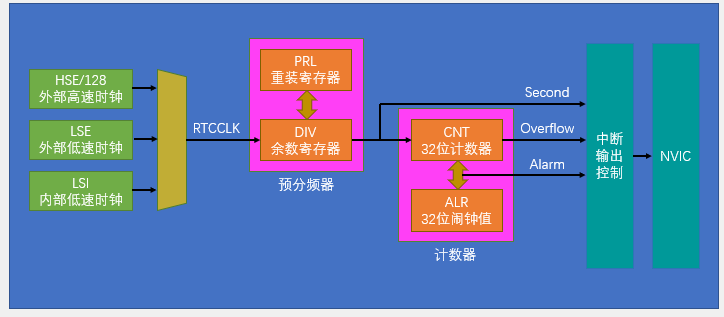 HSE/128
外部高速时钟
LSE
外部低速时钟
LSI
内部低速时钟
RTCCLK
PRL
重装寄存器
DIV
余数寄存器
预分频器
CNT
32位计数器
ALR
32位闹钟值
计数器
Second
Overflow
Alarm
中断
输出
控制
NVIC